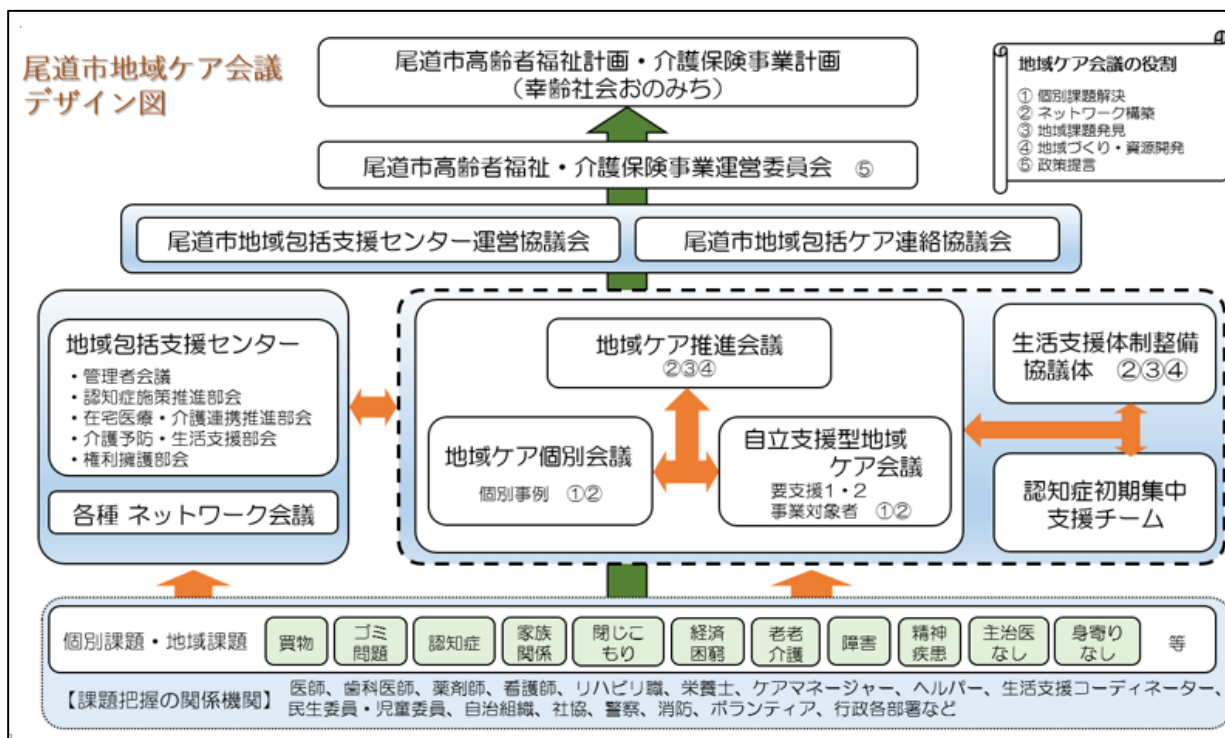 尾道市地域ケア会議
デザイン図
尾道市高齢者福祉計画・介護保険事業計画
（幸齢社会おのみち）
地域ケア会議の役割
① 個別課題解決
② ネットワーク構築
③ 地域課題発見
④ 地域づくり・資源開発
⑤ 政策提言
尾道市高齢者福祉・介護保険事業運営委員会 ⑤
尾道市地域包括支援センター運営協議会
尾道市地域包括ケア連絡協議会
地域包括支援センター
・管理者会議
・認知症施策推進部会
・在宅医療・介護連携推進部会
・介護予防・生活支援部会
・権利擁護部会
各種 ネットワーク会議
地域ケア推進会議
②③④
地域ケア個別会議
個別事例 ①②
自立支援型地域
ケア会議
要支援1・2
事業対象者 ①②
生活支援体制整備
協議体 ②③④
認知症初期集中
支援チーム
個別課題・地域課題
買物
ゴミ
問題
認知症
家族
関係
閉じこ
もり
経済
困窮
老老
介護
障害
精神
疾患
主治医
なし
身寄り
なし
等
【課題把握の関係機関】
医師、歯科医師、薬剤師、看護師、リハビリ職、栄養士、ケアマネージャー、ヘルパー、生活支援コーディネーター、
民生委員・児童委員、自治組織、社協、警察、消防、ボランティア、行政各部署など